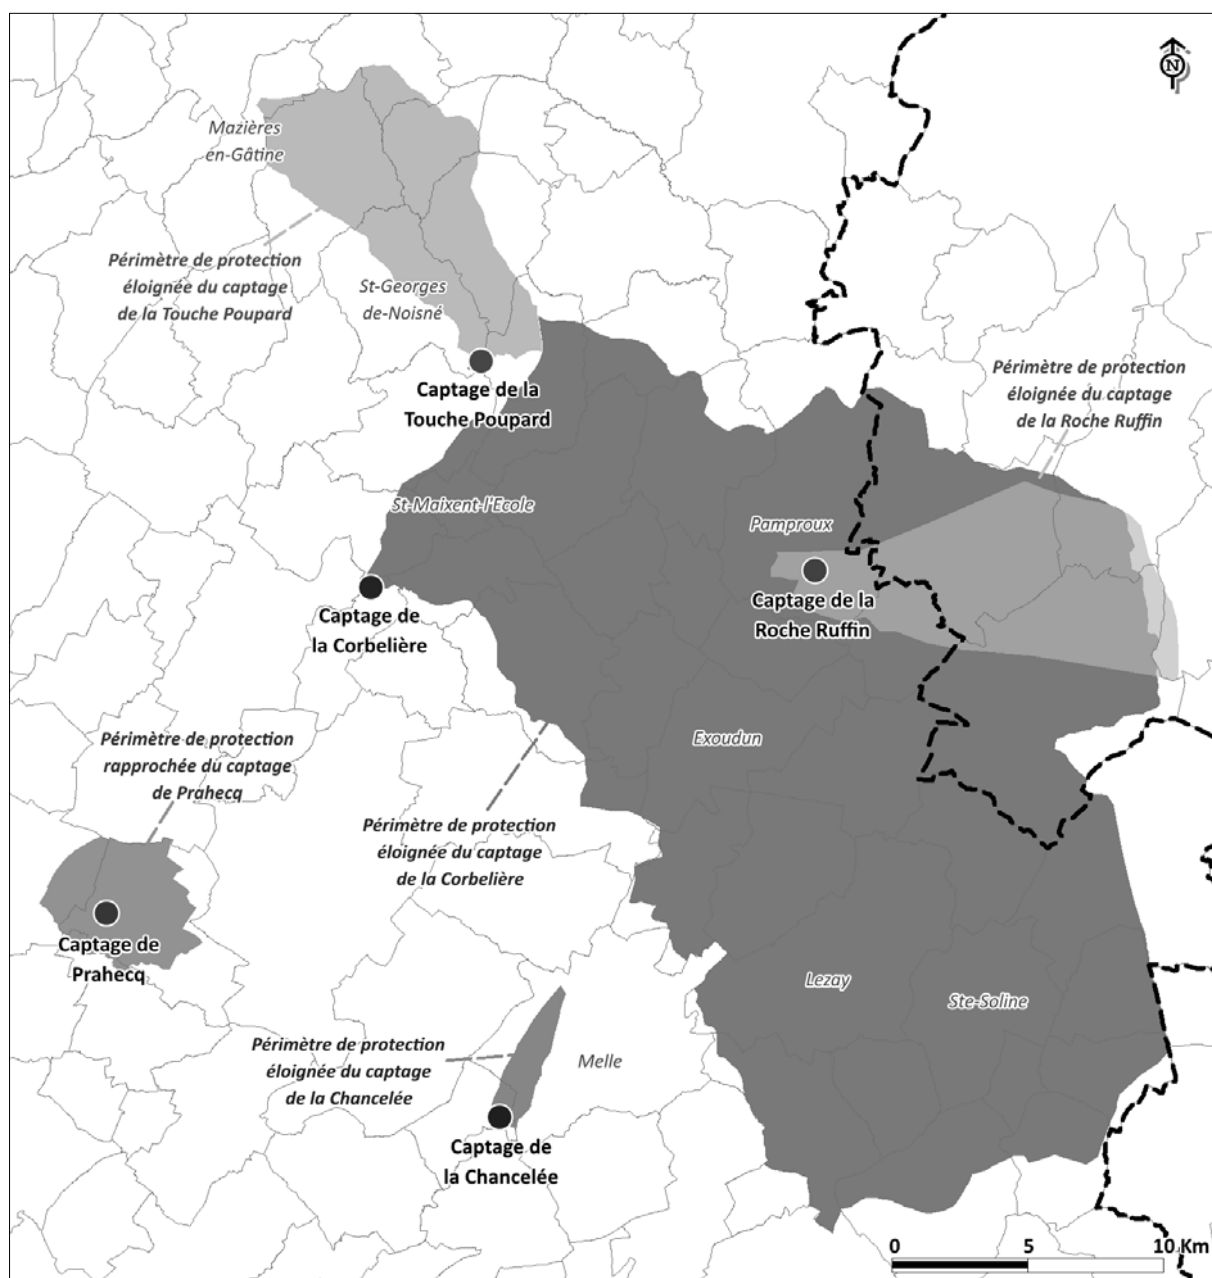 N
Mazières
en-Gâtine
Périmètre de protection
éloignée du captage
de la Touche Poupard
St-Georges
de-Noisné
Captage de la
Touche Poupard
Périmètre de protection
éloignée du captage
de la Roche Ruffin
St-Maixent-l'Ecole
Pamproux
Captage de la
Roche Ruffin
Captage de
la Corbelière
Périmètre de protection
rapprochée du captage
de Prahecq
Exoudun
Périmètre de protection
éloignée du captage
de la Corbelière
Captage de
Prahecq
Lezay
Ste-Soline
Périmètre de protection
éloignée du captage
de la Chancelée
Melle
Captage de
la Chancelée
0 5 10 Km